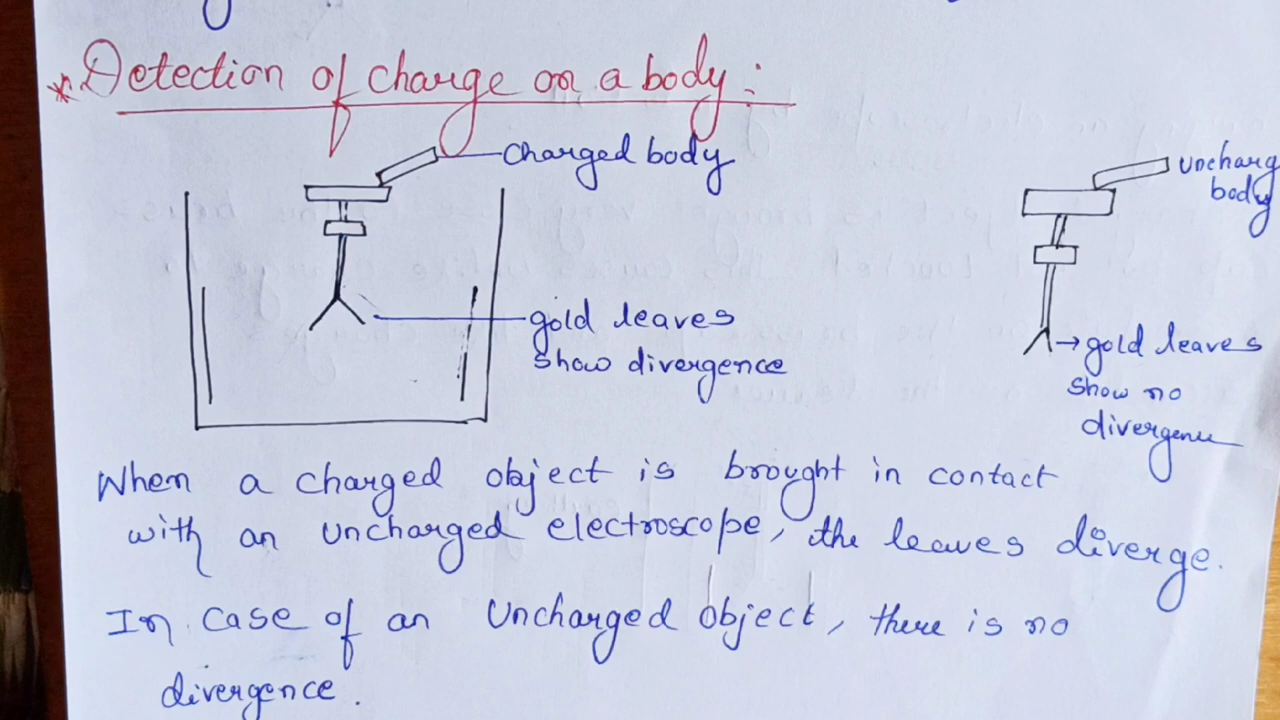 * Detection of charge on a body :
charged body
uncharg
body
gold leaves
show divergence
gold leaves
show no
divergence
When a charged object is brought in contact
with an uncharged electroscope, the leaves diverge.
In case of an Uncharged object, there is no
divergence.